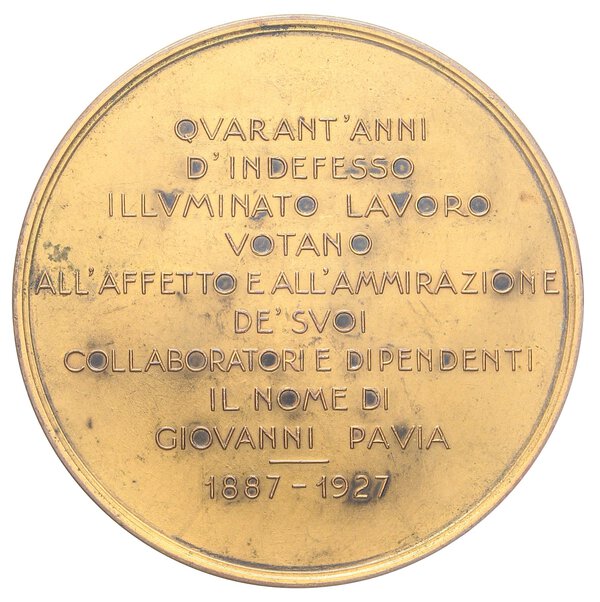 QVARANT'ANNI
D'INDEFESSO
ILLVMINATO LAVORO
VOTANO
ALL'AFFETTO E ALL'AMMIRAZIONE
DE' SVOI
COLLABORATORI E DIPENDENTI
IL NOME DI
GIOVANNI PAVIA
1887-1927